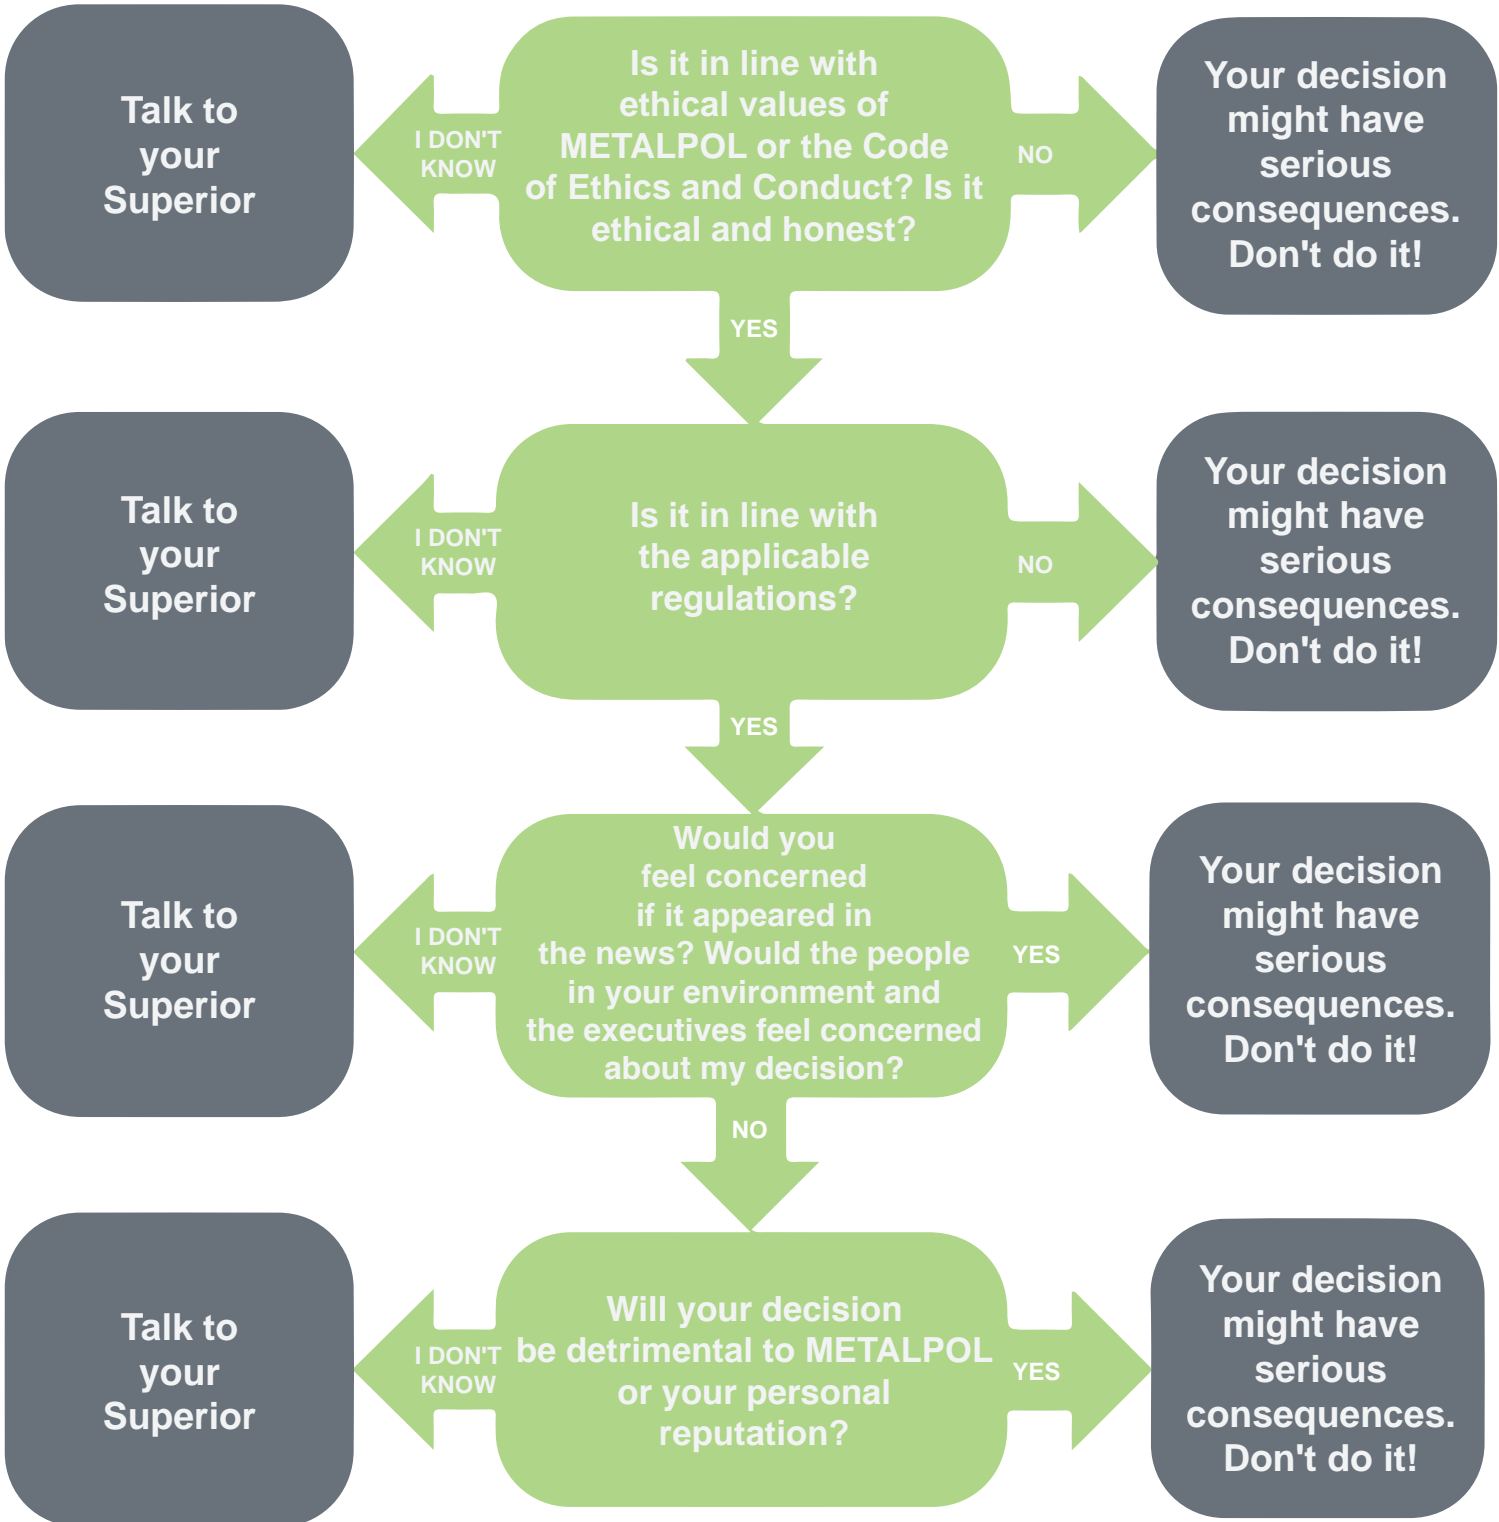 Talk to
your
Superior
I DON'T
KNOW
Is it in line with
ethical values of
METALPOL or the Code
of Ethics and Conduct? Is it
ethical and honest?
NO
Your decision
might have
serious
consequences.
Don't do it!
YES
Talk to
your
Superior
I DON'T
KNOW
Is it in line with
the applicable
regulations?
NO
Your decision
might have
serious
consequences.
Don't do it!
YES
Talk to
your
Superior
I DON'T
KNOW
Would you
feel concerned
if it appeared in
the news? Would the people
in your environment and
the executives feel concerned
about my decision?
YES
Your decision
might have
serious
consequences.
Don't do it!
NO
Talk to
your
Superior
I DON'T
KNOW
Will your decision
be detrimental to METALPOL
or your personal
reputation?
YES
Your decision
might have
serious
consequences.
Don't do it!